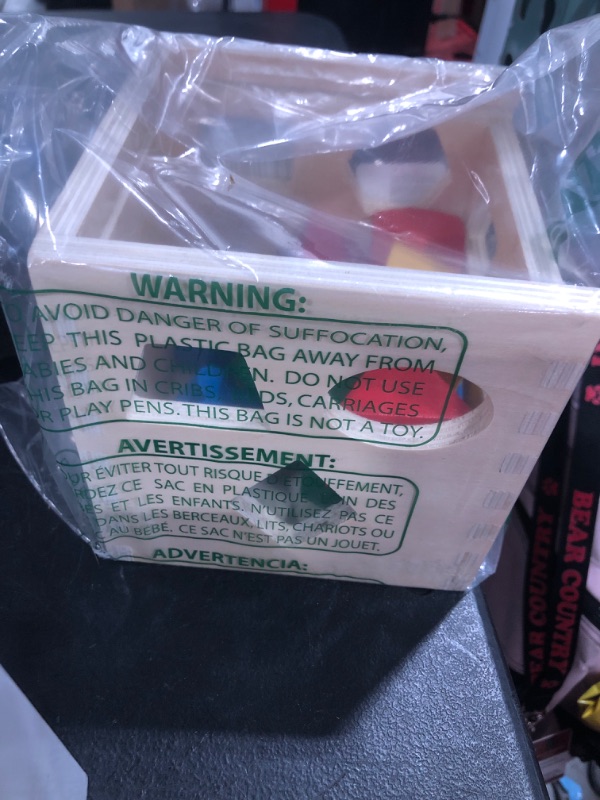 WARNING:
AVOID DANGER OF SUFFOCATION,
THIS PLASTIC BAG AWAY FROM
AND CHILDREN. DO NOT USE
BAG IN CRIBS, CARRIAGES
PLAY PENS. THIS BAG IS NOT A TOY.
AVERTISSEMENT:
ÉVITER TOUT RISQUE D'ÉTOUFFEMENT,
CE SAC EN PLASTIQUE DES
ET LES ENFANTS. N'UTILISEZ PAS CE
DANS LES BERCEAUX, LITS, CHARIOTS OU
AU BÉBÉ. CE SAC N'EST PAS UN JOUET.
ADVERTENCIA:
BEAR COUNTRY
BEAR COUNTRY